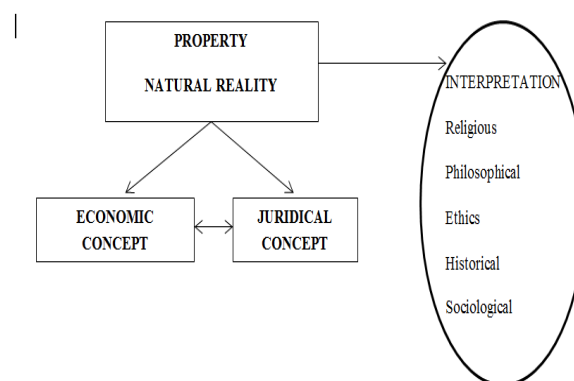 PROPERTY
NATURAL REALITY
ECONOMIC
CONCEPT
JURIDICAL
CONCEPT
INTERPRETATION
Religious
Philosophical
Ethics
Historical
Sociological